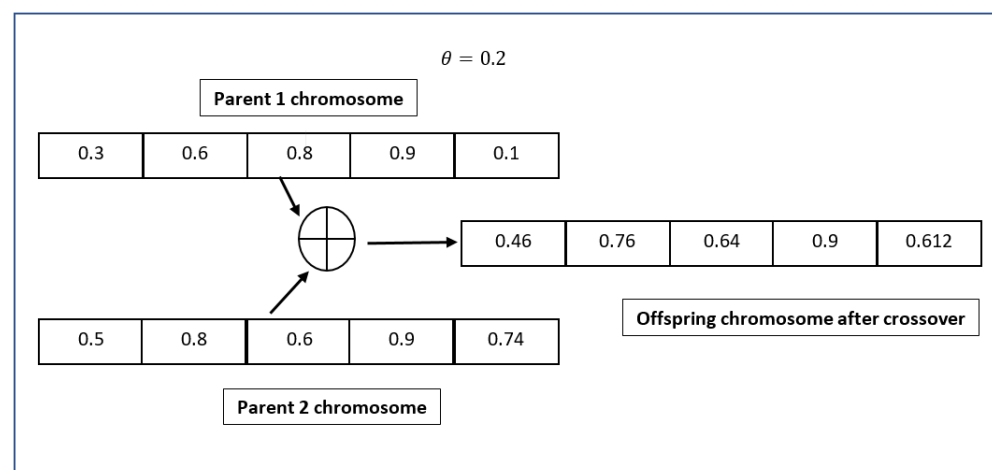 θ = 0.2
Parent 1 chromosome
0.3 0.6 0.8 0.9 0.1
0.46 0.76 0.64 0.9 0.612
Offspring chromosome after crossover
0.5 0.8 0.6 0.9 0.74
Parent 2 chromosome